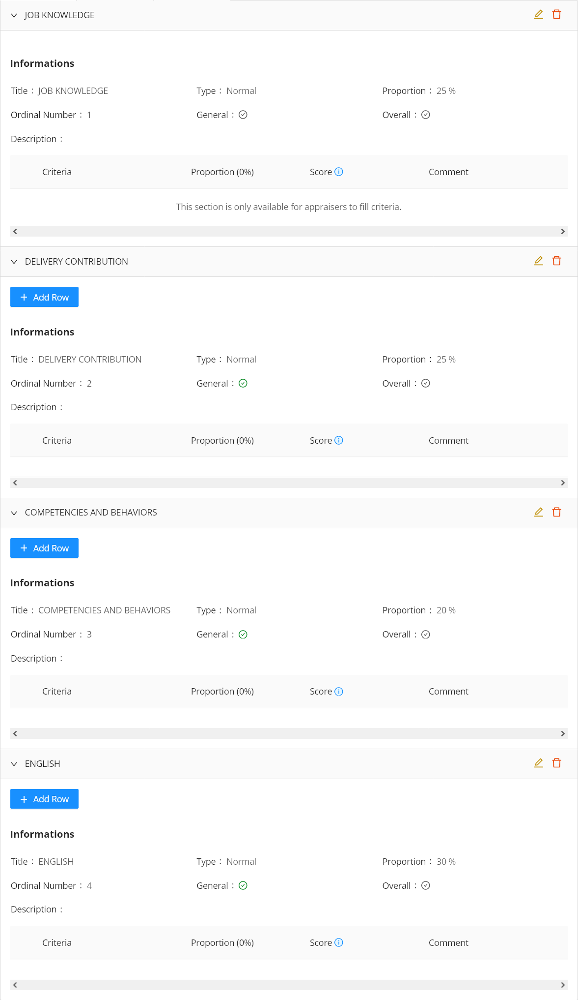 JOB KNOWLEDGE
Informations
Title : JOB KNOWLEDGE Type : Normal Proportion : 25 %
Ordinal Number : 1 General : Overall :
Description :
Criteria Proportion (0%) Score Comment
This section is only available for appraisers to fill criteria.
DELIVERY CONTRIBUTION
Add Row
Informations
Title : DELIVERY CONTRIBUTION Type : Normal Proportion : 25 %
Ordinal Number : 2 General : Overall :
Description :
Criteria Proportion (0%) Score Comment
COMPETENCIES AND BEHAVIORS
Add Row
Informations
Title : COMPETENCIES AND BEHAVIORS Type : Normal Proportion : 20 %
Ordinal Number : 3 General : Overall :
Description :
Criteria Proportion (0%) Score Comment
ENGLISH
Add Row
Informations
Title : ENGLISH Type : Normal Proportion : 30 %
Ordinal Number : 4 General : Overall :
Description :
Criteria Proportion (0%) Score Comment